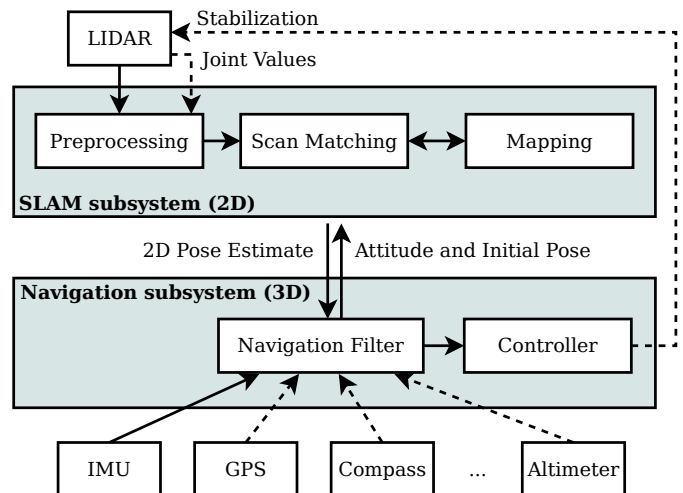 Stabilization
LIDAR
Joint Values
Preprocessing
Scan Matching
Mapping
SLAM subsystem (2D)
2D Pose Estimate
Attitude and Initial Pose
Navigation subsystem (3D)
Navigation Filter
Controller
IMU
GPS
Compass
...
Altimeter